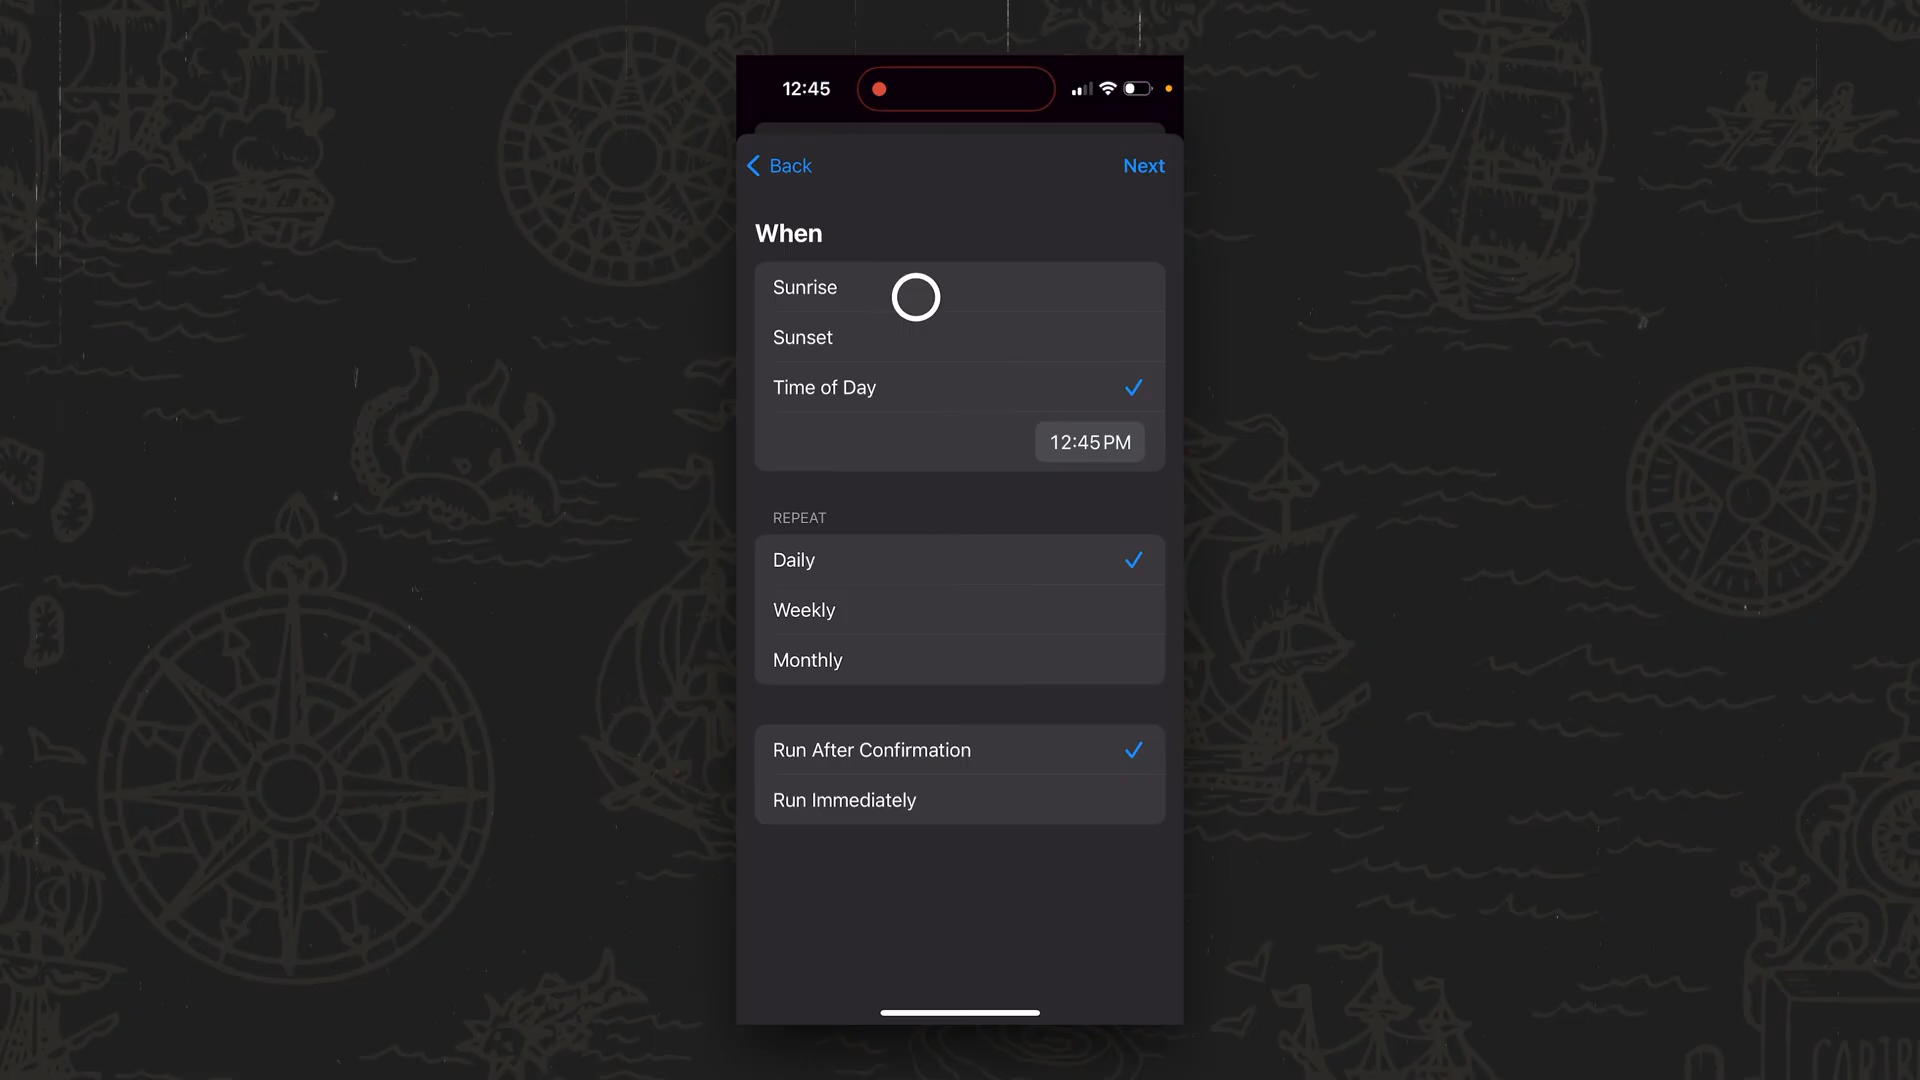 12:45
Back
Next
When
Sunrise
Sunset
Time of Day
12:45 PM
REPEAT
Daily
Weekly
Monthly
Run After Confirmation
Run Immediately